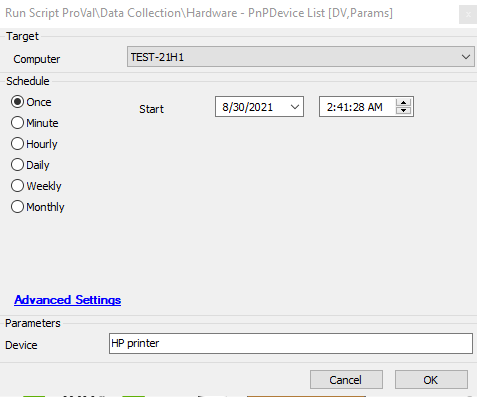 Run Script ProVal\Data Collection\Hardware - PnPDevice List [DV,Params]
Target
Computer TEST-21H1
Schedule
Once Start 8/30/2021 2:41:28 AM
Minute
Hourly
Daily
Weekly
Monthly
Advanced Settings
Parameters
Device HP printer
Cancel OK